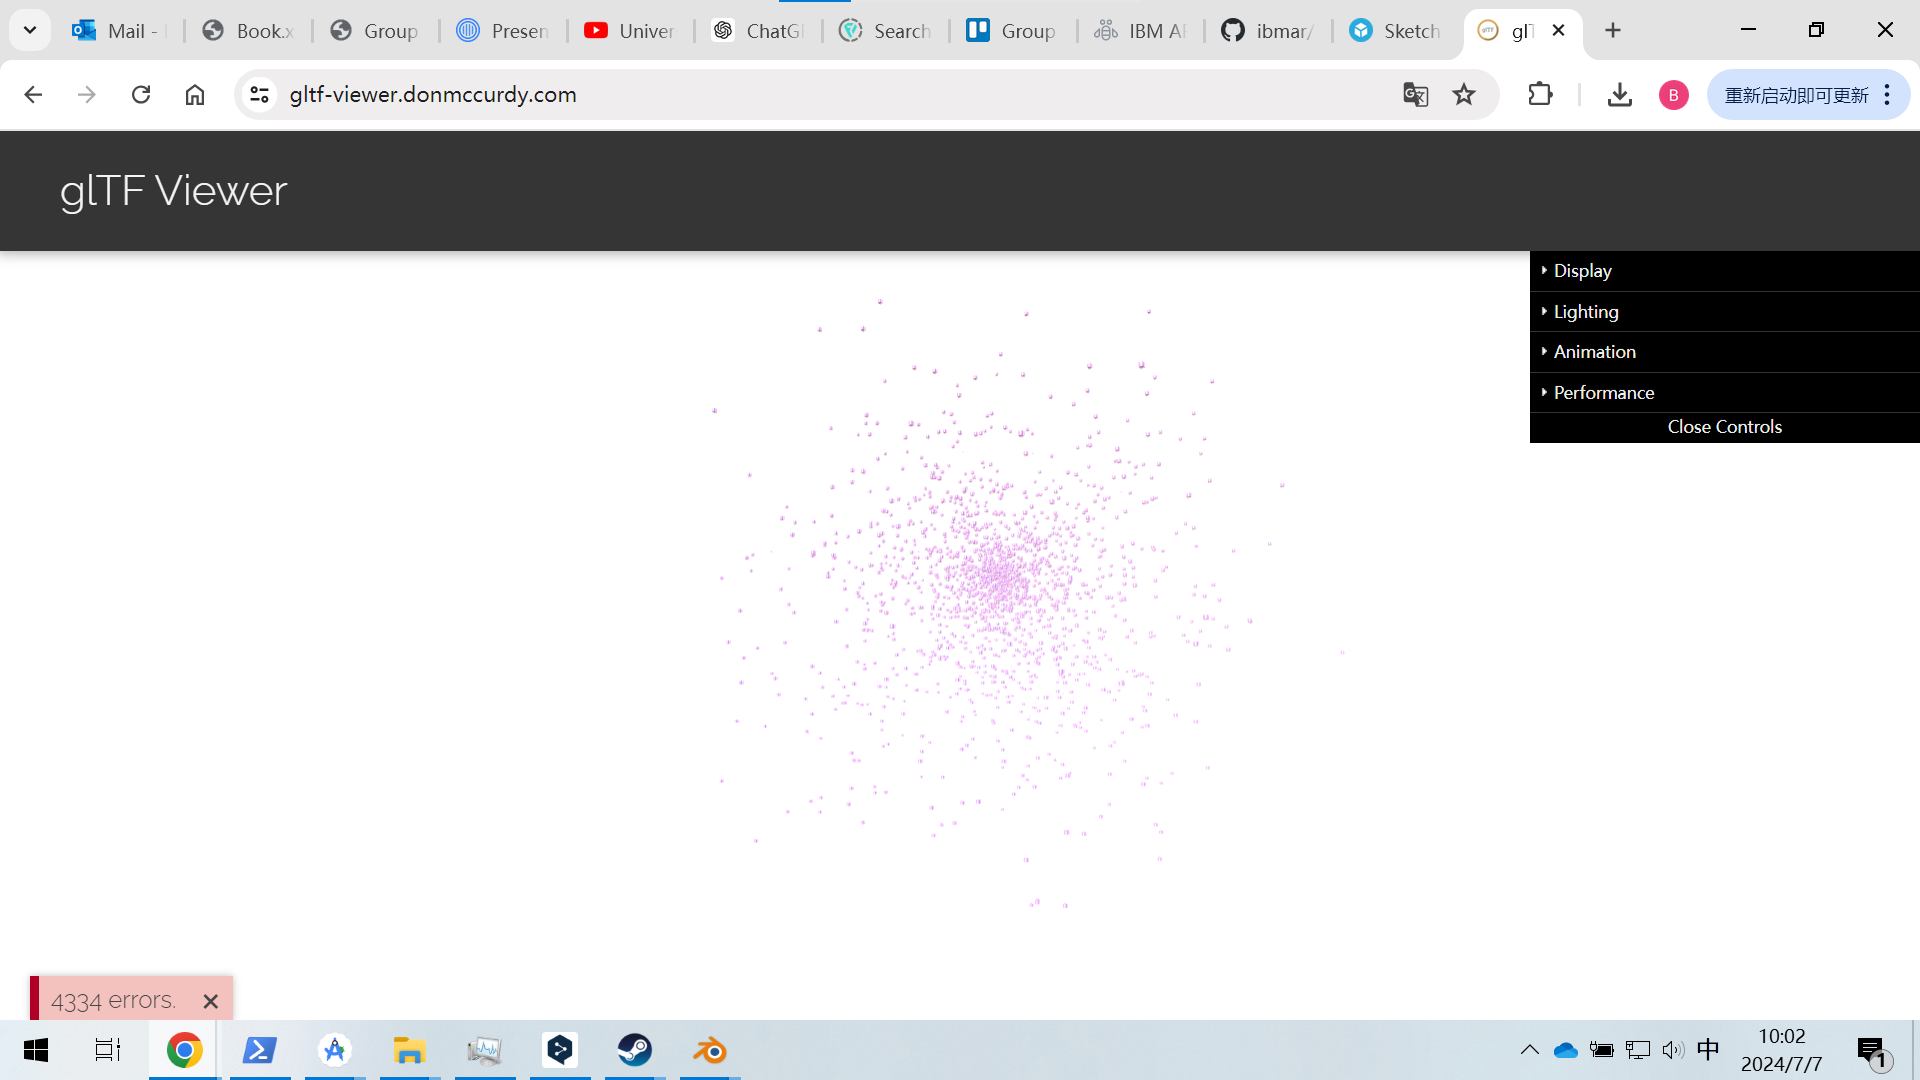 Mail -
Book.x
Group
Presen
Univer
ChatG
Search
Group
IBM AF
ibmar/
Sketch
glT
gltf-viewer.donmccurdy.com
B
重新启动即可更新
glTF Viewer
Display
Lighting
Animation
Performance
Close Controls
4334 errors.
中
10:02
2024/7/7
1